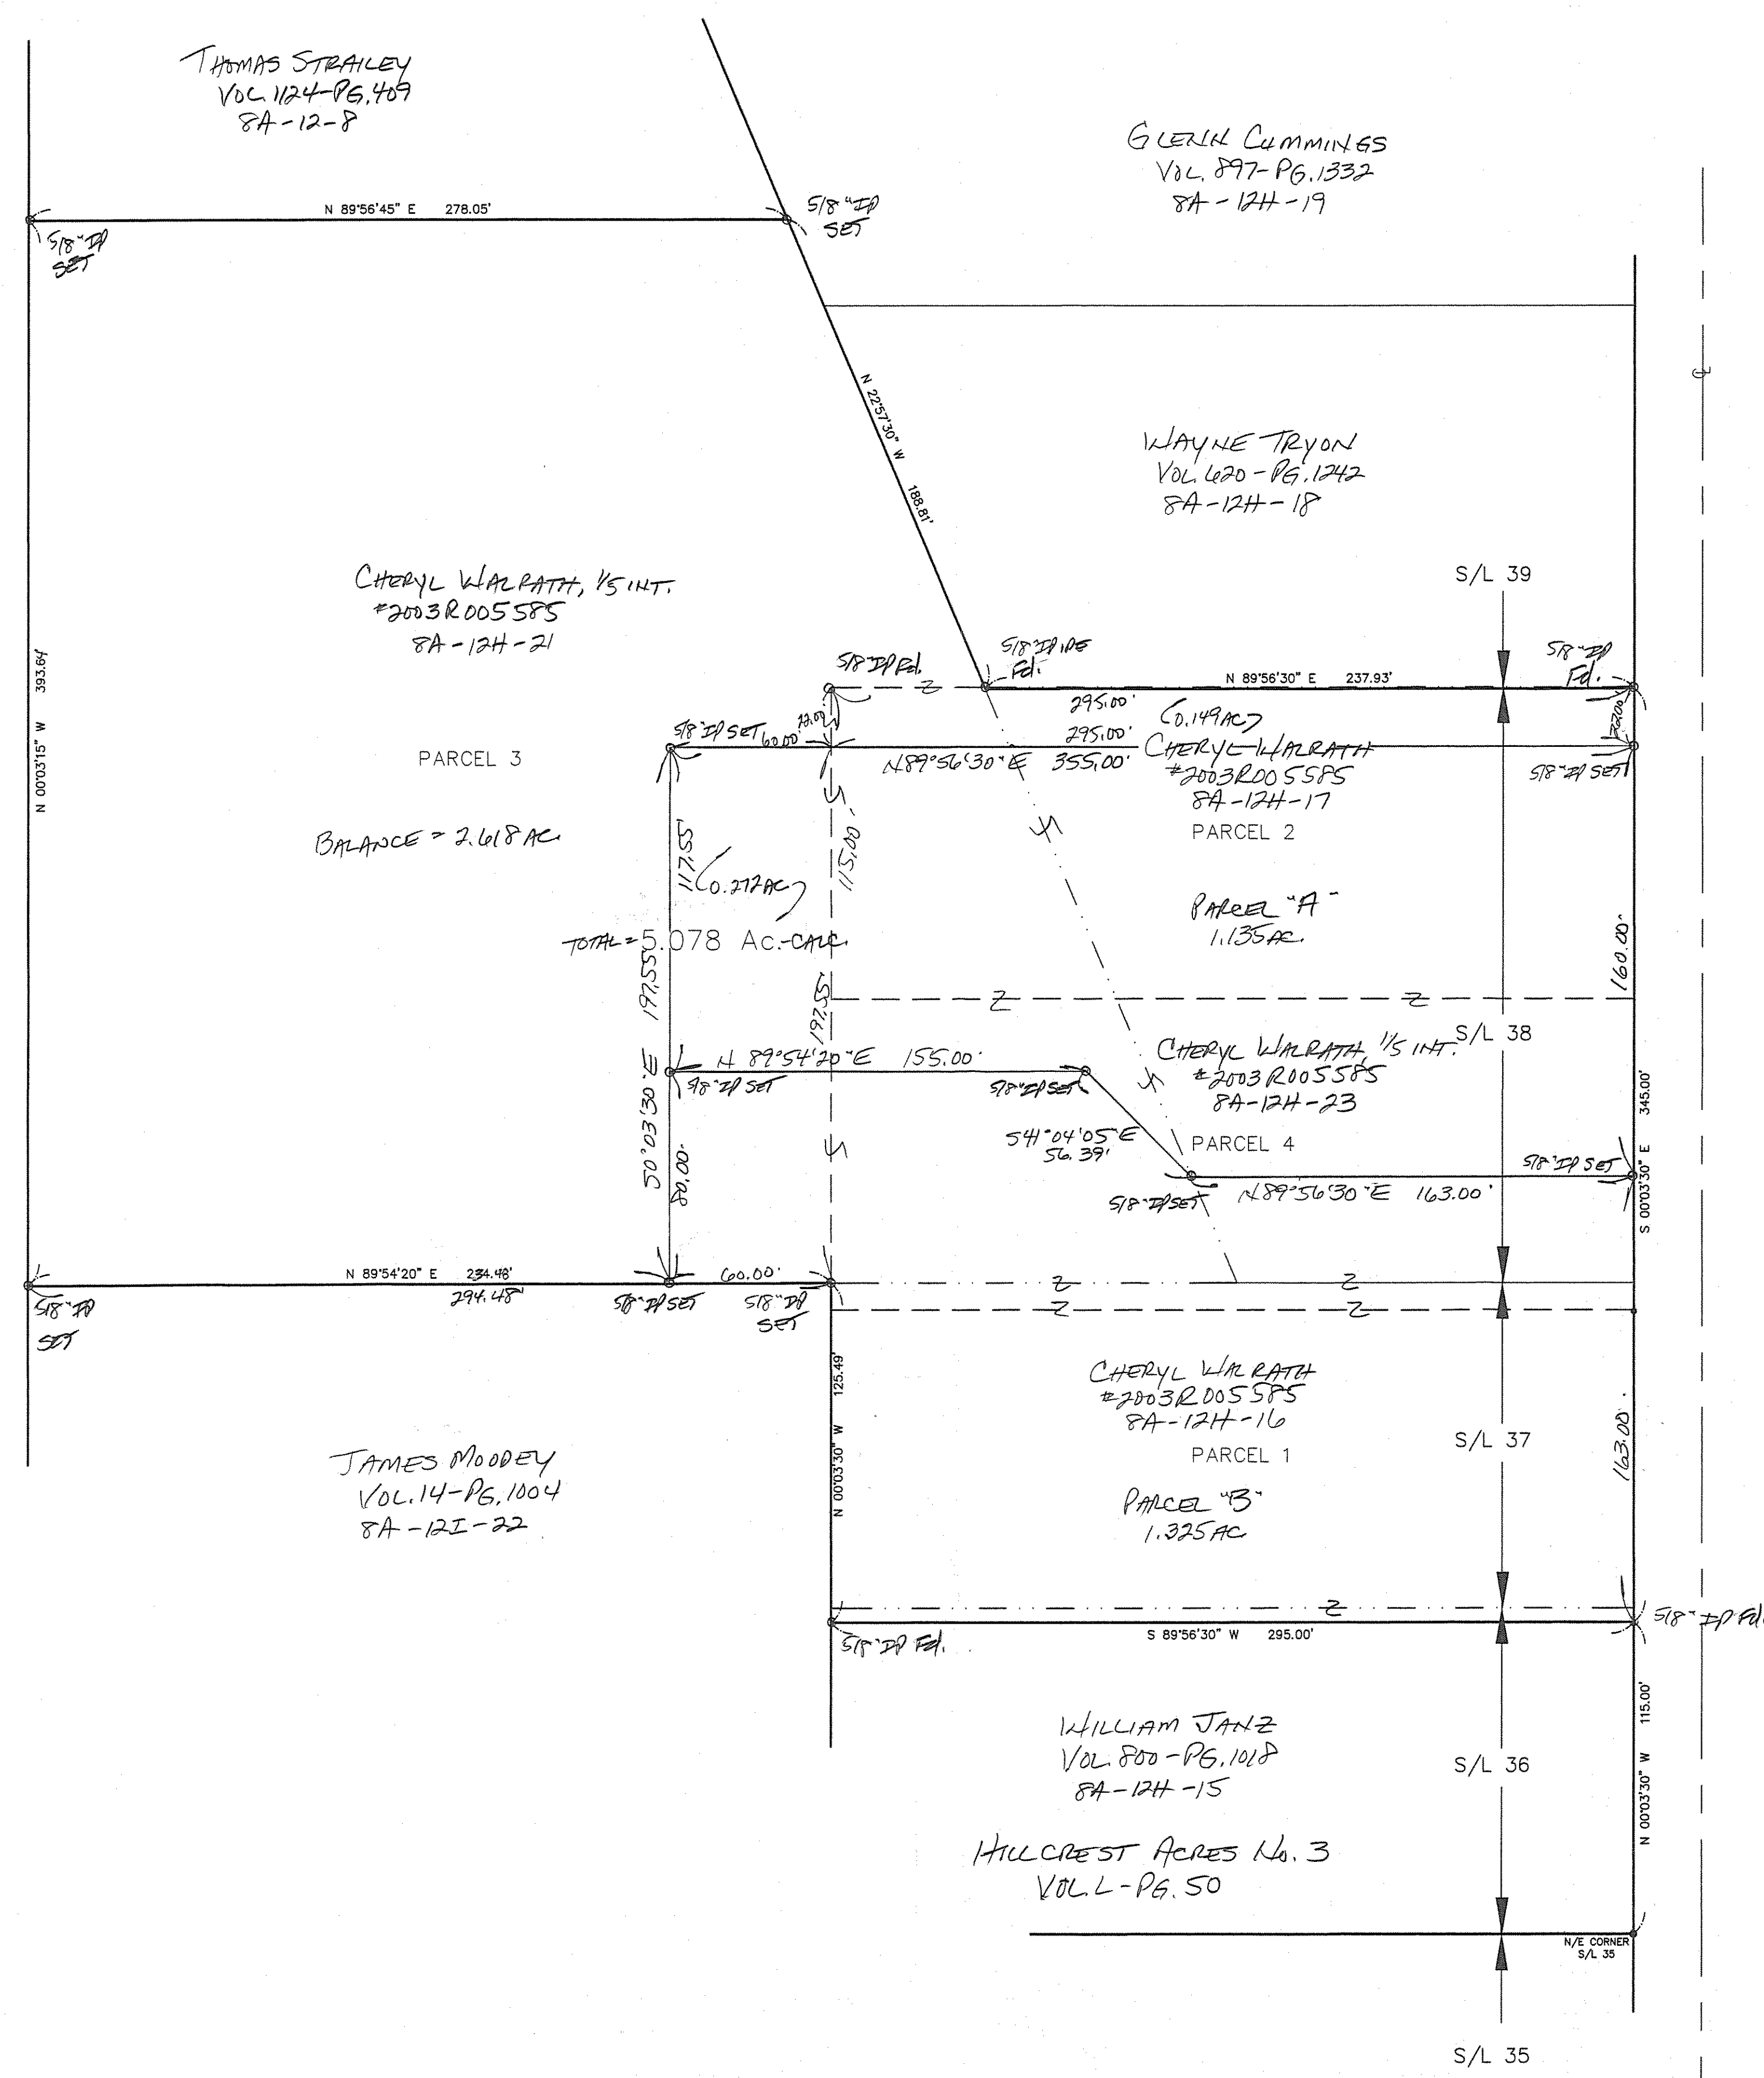 THOMAS STRAILEY
VOL. 1124-PG. 409
8A-12-8
GLENN CUMMINGS
VOL. 897-PG. 1332
8A-12H-19
N 89°56'45" E 278.05'
5/8" IP
SET
5/8" IP
SET
N 22°57'30" W 188.81'
WAYNE TRYON
VOL. 620-PG. 1242
8A-12H-18
S/L 39
CHERYL WALRATH, 1/5 INT.
#2003R005585
8A-12H-21
N 00°03'15" W 393.64'
5/8" IP Fd.
Fd.
5/8" IP
Fd.
N 89°56'30" E 237.93'
295.00'
(0.149AC)
22.00'
22.00'
5/8" IP SET
60.00'
295.00'
N89°56'30"E 355.00'
CHERYL WALRATH
#2003R005585
8A-12H-17
5/8" IP SET
PARCEL 3
PARCEL 2
BALANCE = 2.618 AC.
117.55'
(0.272AC)
115.00'
PARCEL "A"
1.135 AC.
TOTAL = 5.078 Ac.-CALC.
160.00'
S0°03'30"E 197.55'
197.55'
S/L 38
N 89°54'20"E 155.00'
5/8" IP SET
5/8" IP SET
CHERYL WALRATH, 1/5 INT.
#2003R005585
8A-12H-23
S 00°03'30" E 345.00'
S41°04'05"E
56.39'
PARCEL 4
80.00'
5/8" IP SET
5/8" IP SET
N89°56'30"E 163.00'
N 89°54'20" E 234.48'
294.48'
60.00'
5/8" IP
SET
5/8" IP SET
5/8" IP
SET
N 00°03'30" W 125.49'
CHERYL WALRATH
#2003R005585
8A-12H-16
PARCEL 1
S/L 37
163.00'
PARCEL "B"
1.325 AC
JAMES MOODEY
VOL. 14-PG. 1004
8A-12I-22
5/8" IP Fd.
S 89°56'30" W 295.00'
5/8" IP Fd.
WILLIAM JANZ
VOL. 800-PG. 1018
8A-12H-15
S/L 36
N 00°03'30" W 115.00'
HILLCREST ACRES No. 3
VOL. L-PG. 50
N/E CORNER
S/L 35
S/L 35